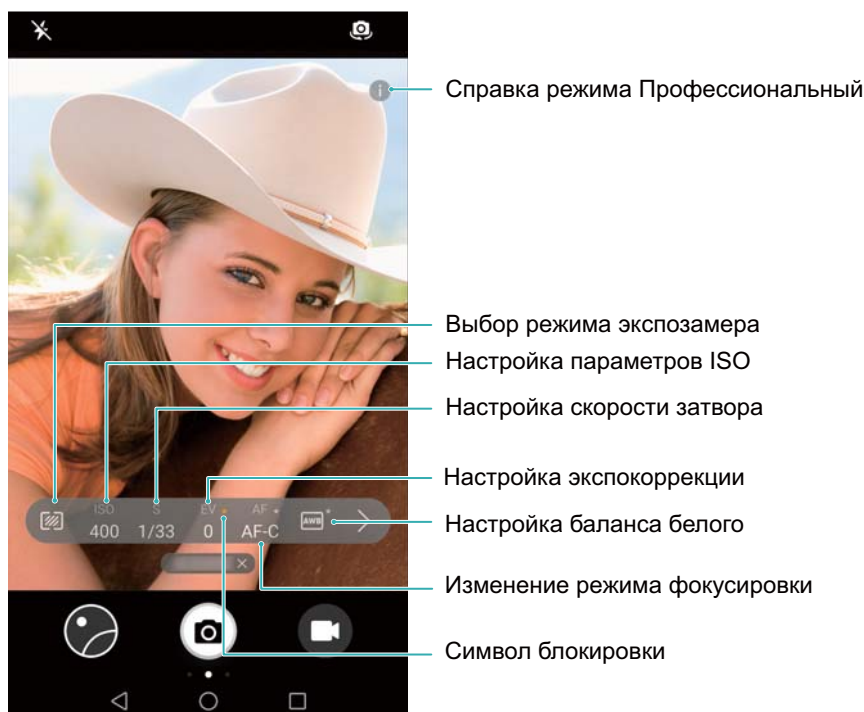 Справка режима Профессиональный
Выбор режима экспозамера
Настройка параметров ISO
Настройка скорости затвора
Настройка экспокоррекции
Настройка баланса белого
Изменение режима фокусировки
Символ блокировки
ISO S EV AF
400 1/33 0 AF-C AWB